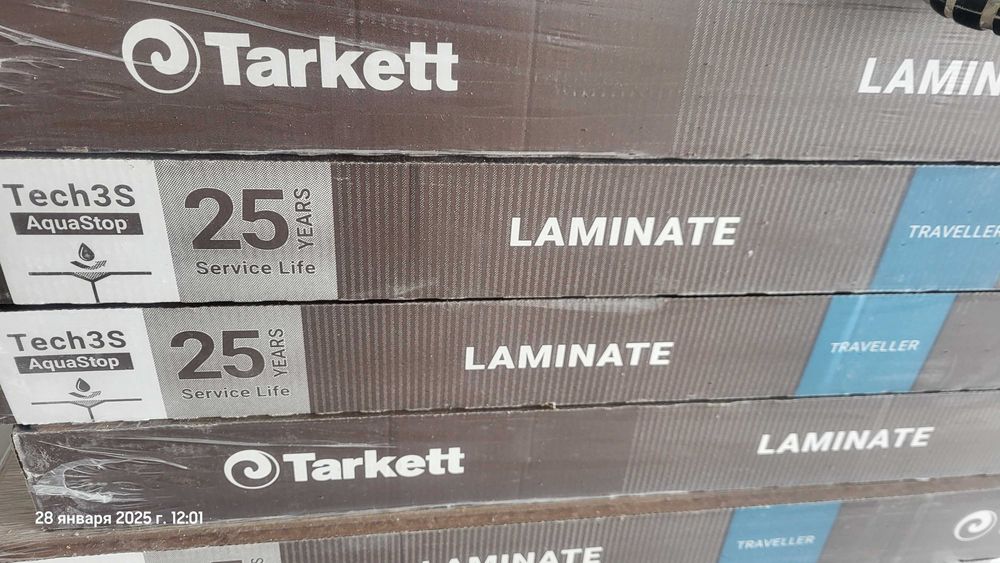 Tarkett
LAMIN
Tech3S
AquaStop
25 YEARS
Service Life
LAMINATE
TRAVELLER
Tech3S
AquaStop
25 YEARS
Service Life
LAMINATE
TRAVELLER
Tarkett
LAMINATE
28 января 2025 г. 12:01
LAMINATE
TRAVELLER